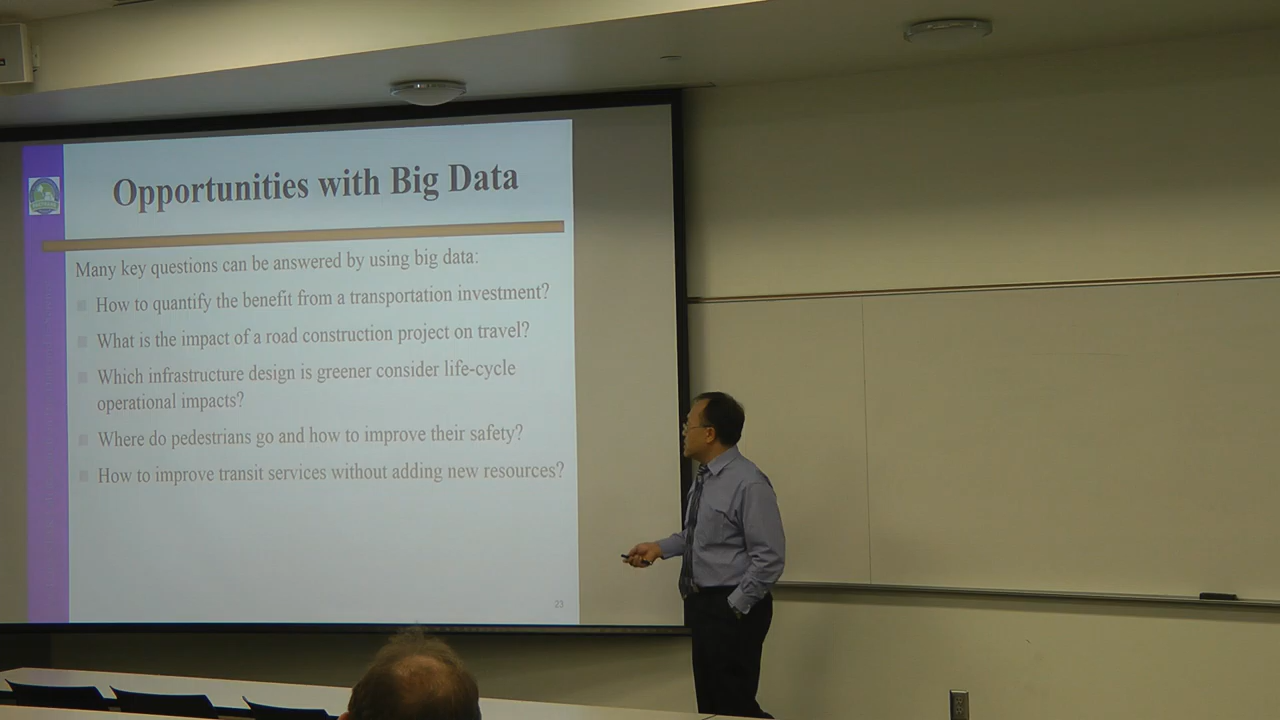 Opportunities with Big Data
Many key questions can be answered by using big data:
How to quantify the benefit from a transportation investment?
What is the impact of a road construction project on travel?
Which infrastructure design is greener consider life-cycle
operational impacts?
Where do pedestrians go and how to improve their safety?
How to improve transit services without adding new resources?
23